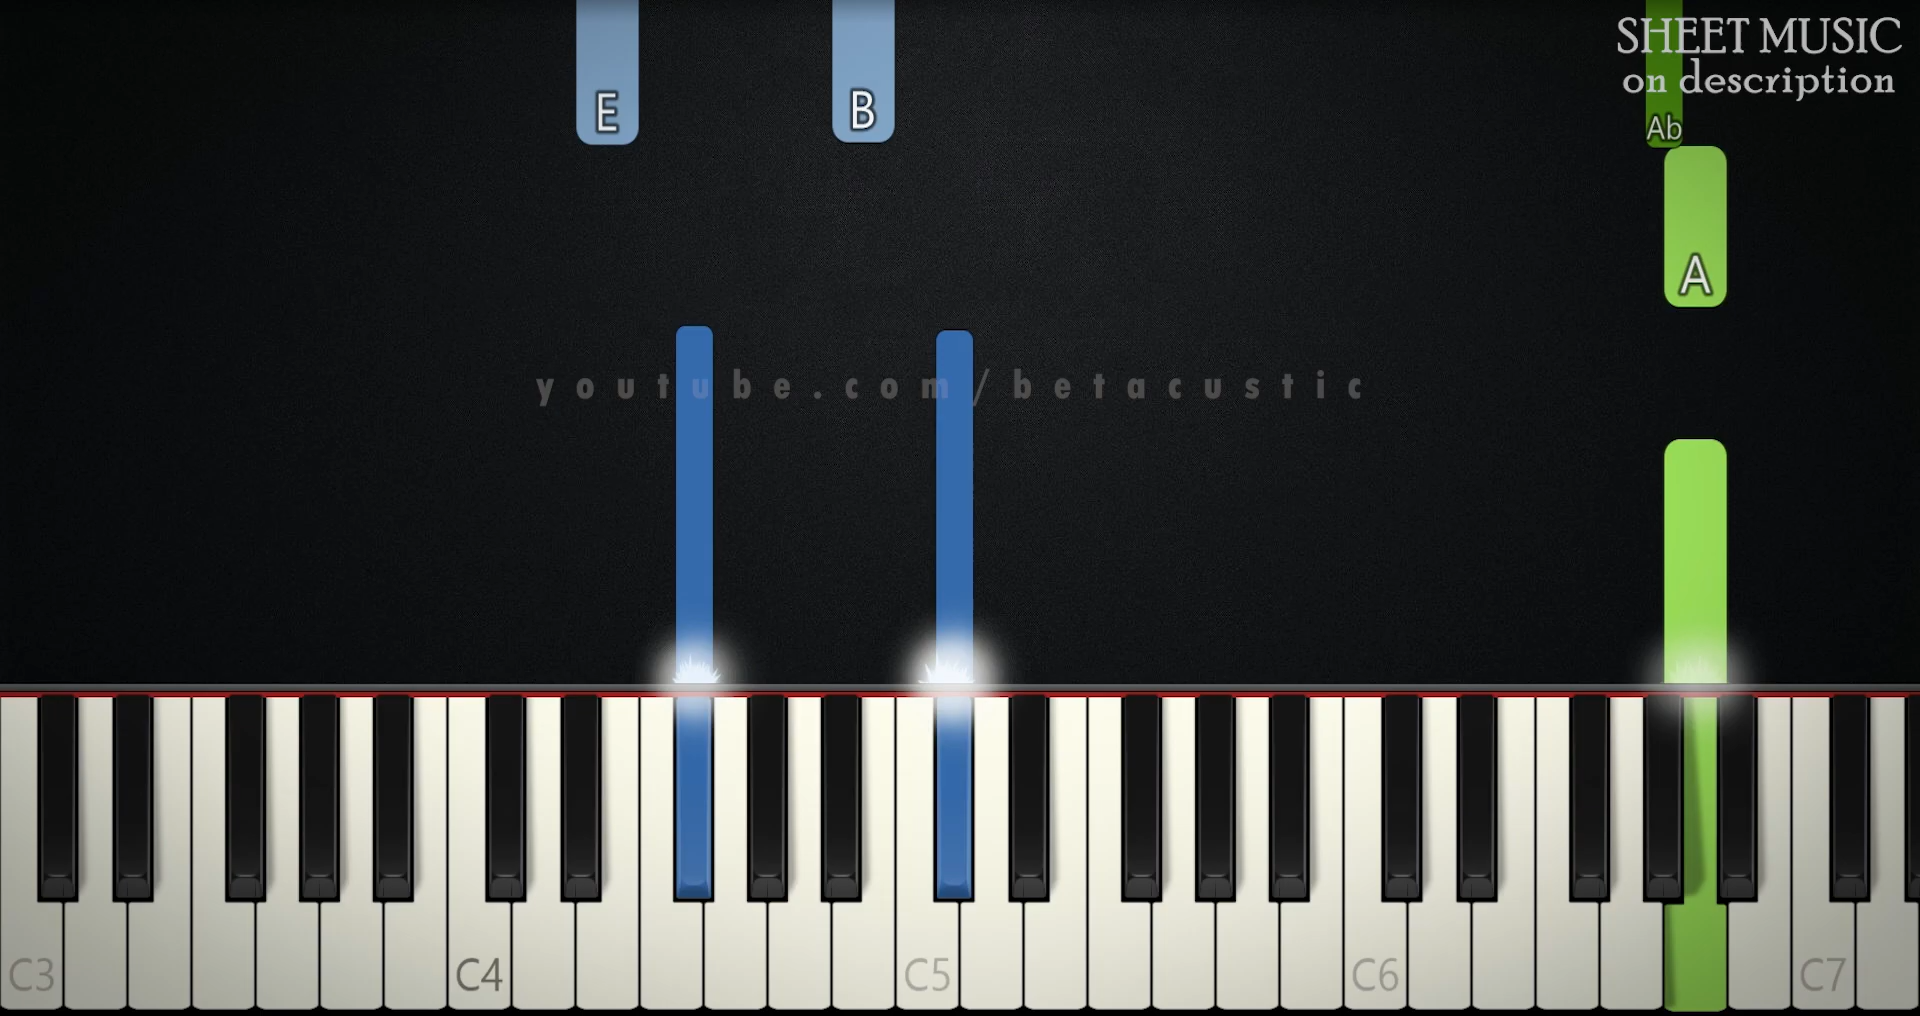 SHEET MUSIC
on description
E
B
Ab
A
youtube.com/betacustic
C3
C4
C5
C6
C7